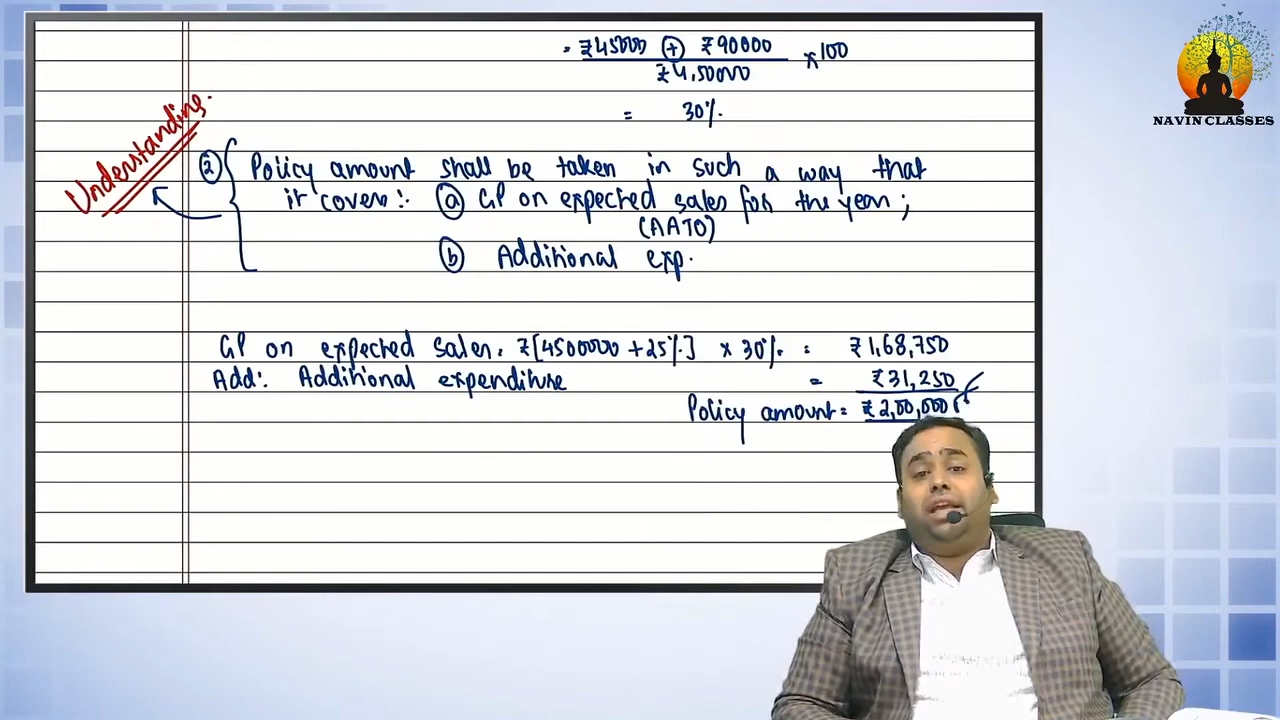 = ₹45000 + ₹90000 / ₹4,50000 × 100
= 30%.
Understanding.
② Policy amount shall be taken in such a way that
it covers:. ⓐ GP on expected sales for the year;
(AATO)
ⓑ Additional exp.
GP on expected sales = ₹[4500000 + 25%] × 30% = ₹1,68,750
Add: Additional expenditure = ₹31,250
Policy amount = ₹2,00,000
NAVIN CLASSES